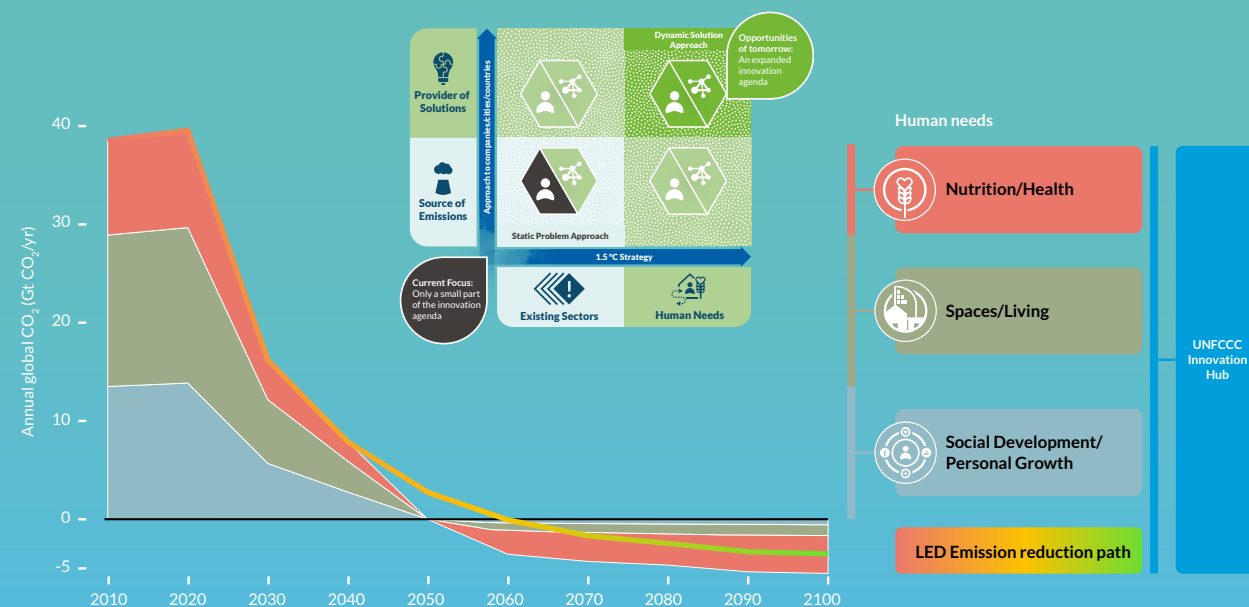 Provider of
Solutions
Source of
Emissions
Approach to companies/cities/countries
Dynamic Solution
Approach
Opportunities
of tomorrow:
An expanded
innovation
agenda
Static Problem Approach
1.5 °C Strategy
Current Focus:
Only a small part
of the innovation
agenda
Existing Sectors
Human Needs
Annual global CO2 (Gt CO2/yr)
40
30
20
10
0
-5
2010 2020 2030 2040 2050 2060 2070 2080 2090 2100
Human needs
Nutrition/Health
Spaces/Living
Social Development/
Personal Growth
LED Emission reduction path
UNFCCC
Innovation
Hub